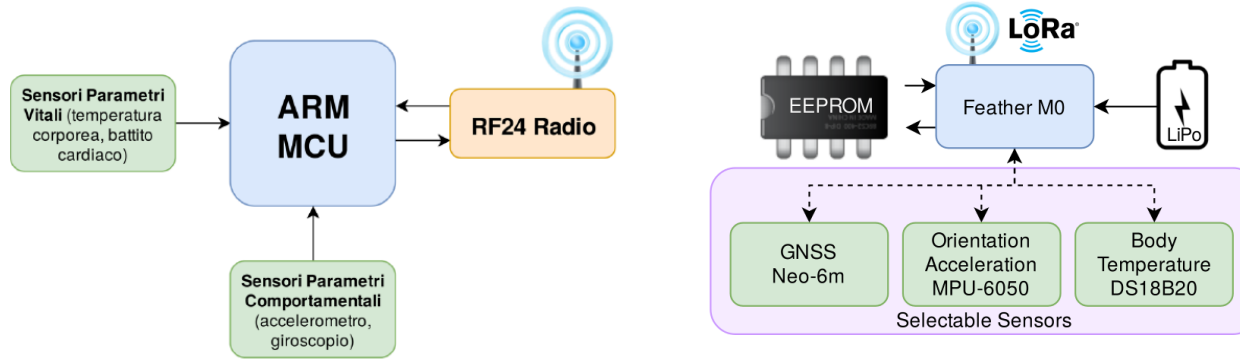 Sensori Parametri
Vitali (temperatura
corporea, battito
cardiaco)
ARM
MCU
RF24 Radio
Sensori Parametri
Comportamentali
(accelerometro,
giroscopio)
LoRa
EEPROM
Feather M0
LiPo
GNSS
Neo-6m
Orientation
Acceleration
MPU-6050
Body
Temperature
DS18B20
Selectable Sensors